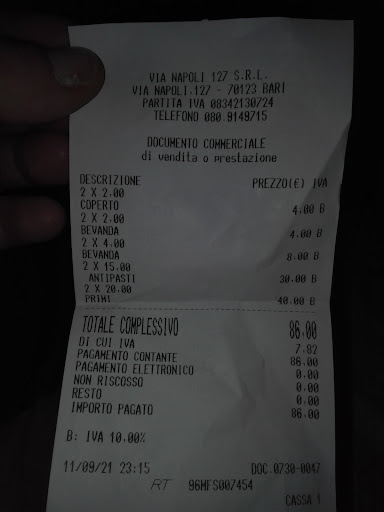 VIA NAPOLI 127 S.R.L.
VIA NAPOLI,127 - 70123 BARI
PARTITA IVA 08342130724
TELEFONO 080.9149715
DOCUMENTO COMMERCIALE
di vendita o prestazione
DESCRIZIONE PREZZO(€) IVA
2 X 2.00
COPERTO 4.00 B
2 X 2.00
BEVANDA 4.00 B
2 X 4.00
BEVANDA 8.00 B
2 X 15.00
ANTIPASTI 30.00 B
2 X 20.00
PRIMI 40.00 B
TOTALE COMPLESSIVO 86,00
DI CUI IVA 7.82
PAGAMENTO CONTANTE 86.00
PAGAMENTO ELETTRONICO 0.00
NON RISCOSSO 0.00
RESTO 0.00
IMPORTO PAGATO 86.00
B: IVA 10.00%
11/09/21 23:15 DOC.0730-0047
RT 96MFS007454
CASSA 1